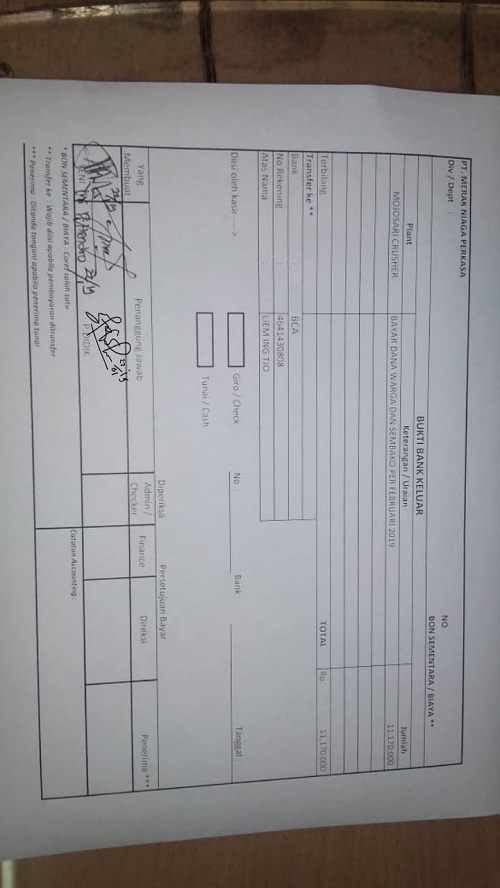 PT. MERAK NIAGA PERKASA
Div / Dept :
NO
BON SEMENTARA / BIAYA **
BUKTI BANK KELUAR
Plant Keterangan / Uraian Jumlah
MOJOSARI CRUSHER BAYAR DANA WARGA DAN SEMBAKO PER FEBRUARI 2019 11.170.000
TOTAL Rp. 11.170.000
Terbilang
Transfer ke **
Bank : BCA
No Rekening : 4641430808
Atas Nama : LIEM ING TJO
Diisi oleh kasir ---->
Giro / Check No : Bank : Tanggal :
Tunai / Cash
Diperiksa Persetujuan Bayar
Yang Membuat Penanggung Jawab Admin / Checker Finance Direksi Penerima ***
P DIDIK
* BON SEMENTARA / BIAYA : Coret salah satu
** Transfer ke : Wajib diisi apabila pembayaran ditransfer
*** Penerima : Ditanda tangani apabila penerima tunai
Catatan Accounting :